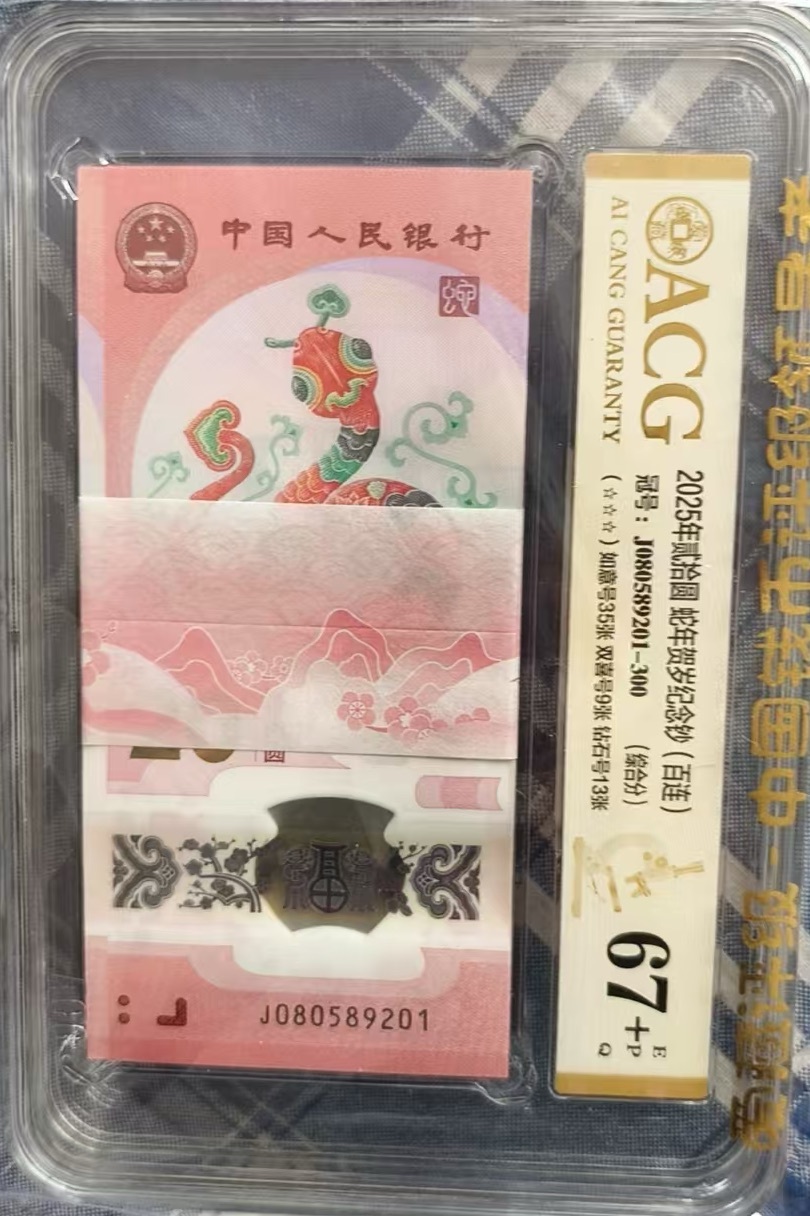 中国人民银行
蛇
圆
J080589201
ACG
AI CANG GUARANTY
2025年贰拾圆 蛇年贺岁纪念钞（百连）
冠号：J080589201-300 （综合分）
（☆☆☆）如意号35张 双喜号9张 钻石号13张
67+
E
P
Q